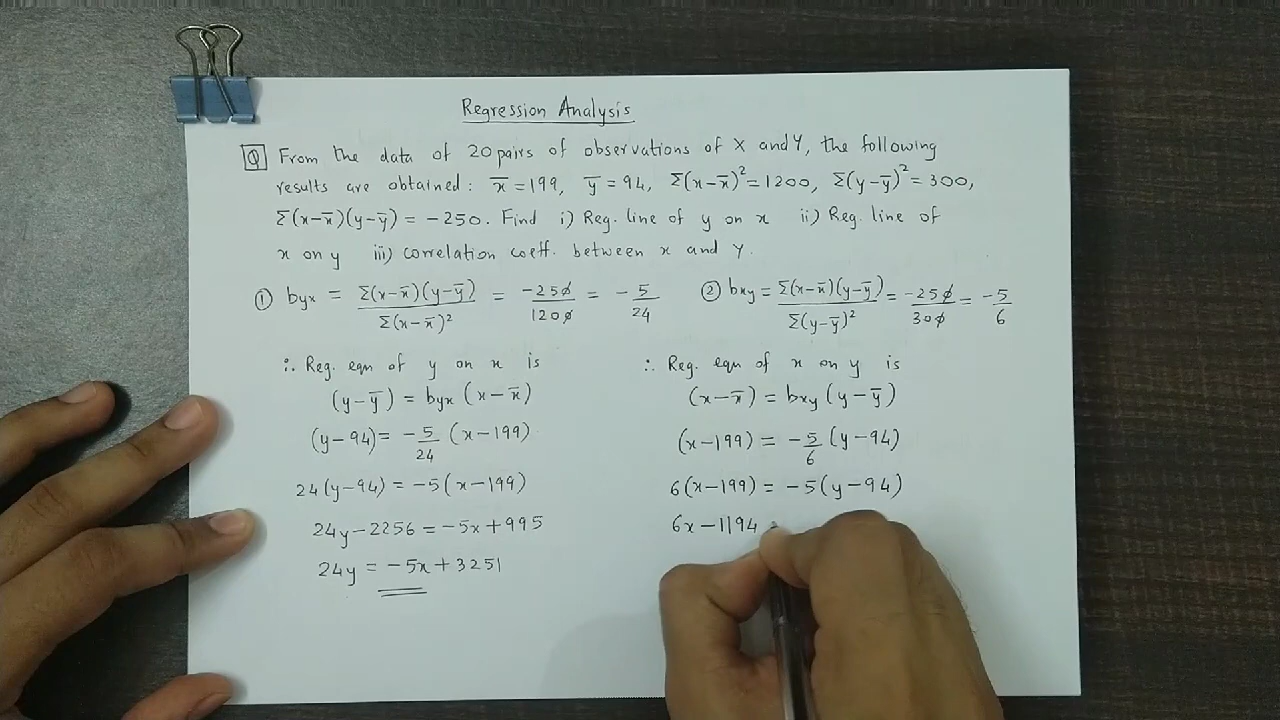 Regression Analysis
Q From the data of 20 pairs of observations of X and Y, the following
results are obtained: x̅ = 199, y̅ = 94, Σ(x-x̅)² = 1200, Σ(y-y̅)² = 300,
Σ(x-x̅)(y-y̅) = -250. Find i) Reg. line of y on x ii) Reg. line of
x on y iii) correlation coeff. between x and Y.
① byx = Σ(x-x̅)(y-y̅) / Σ(x-x̅)² = -250 / 1200 = -5/24
∴ Reg. eqn of y on x is
(y-y̅) = byx (x-x̅)
(y-94) = -5/24 (x-199)
24(y-94) = -5(x-199)
24y-2256 = -5x+995
24y = -5x+3251
② bxy = Σ(x-x̅)(y-y̅) / Σ(y-y̅)² = -250 / 300 = -5/6
∴ Reg. eqn of x on y is
(x-x̅) = bxy (y-y̅)
(x-199) = -5/6 (y-94)
6(x-199) = -5(y-94)
6x-1194